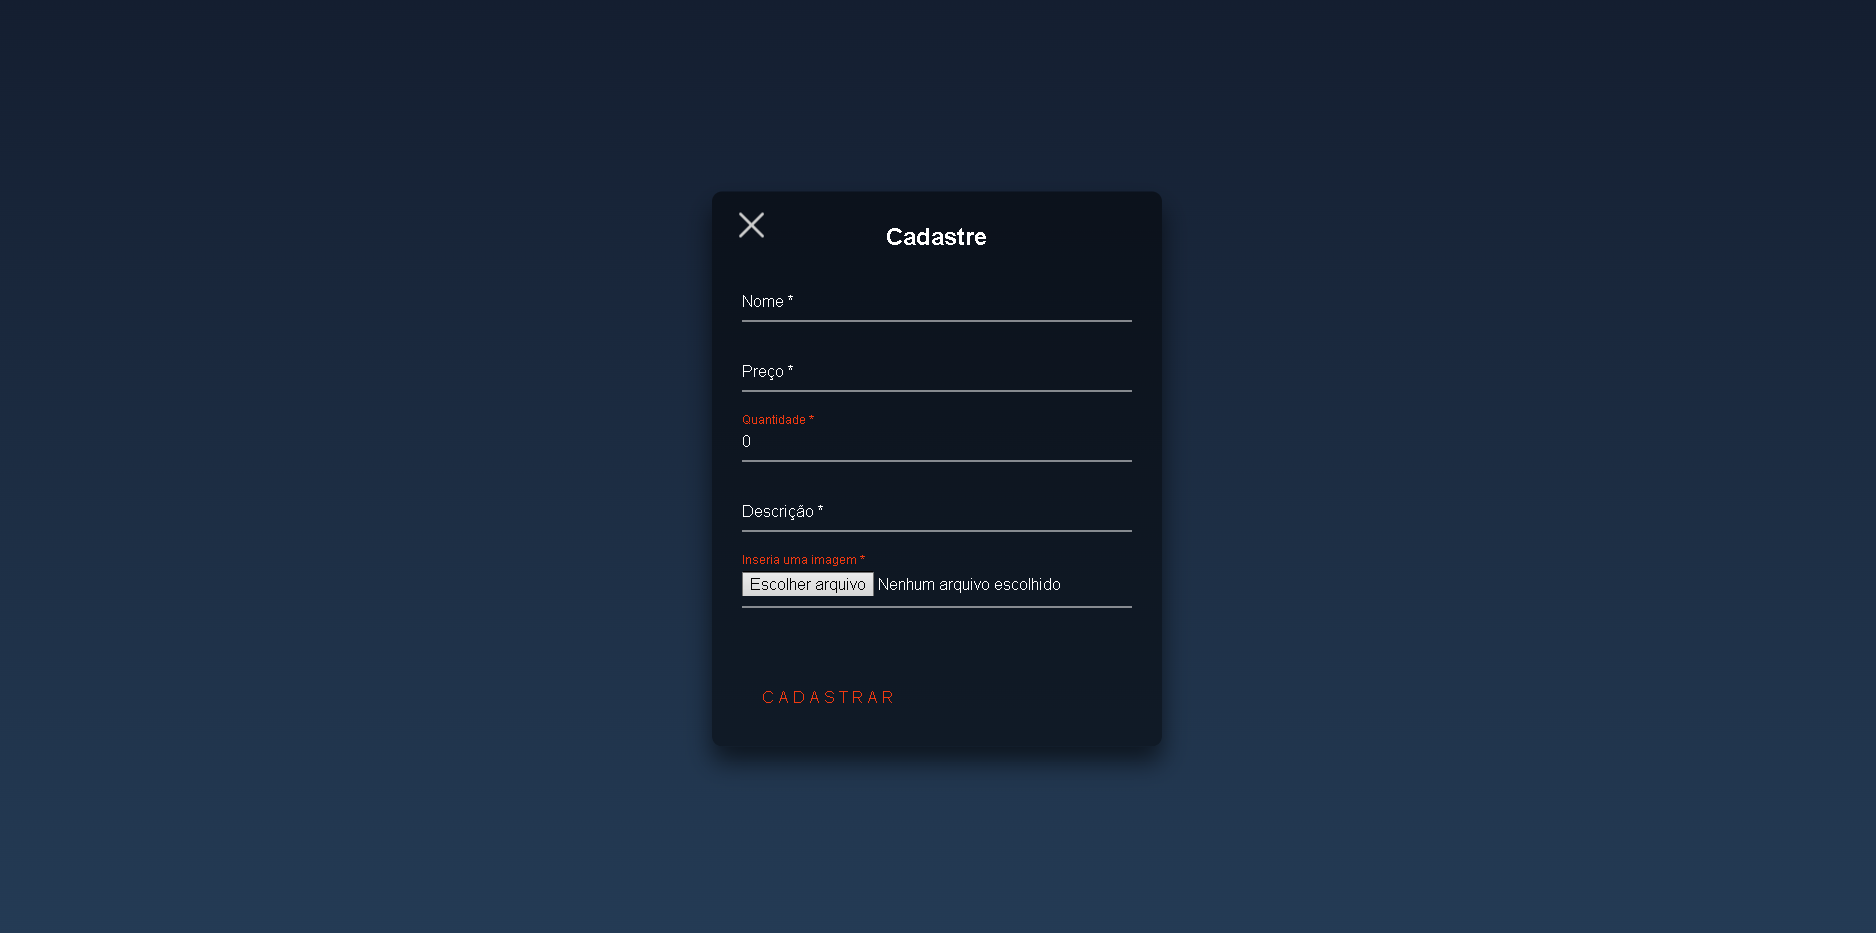 Cadastre
Nome *
Preço *
Quantidade *
0
Descrição *
Inseria uma imagem *
Escolher arquivo Nenhum arquivo escolhido
CADASTRAR